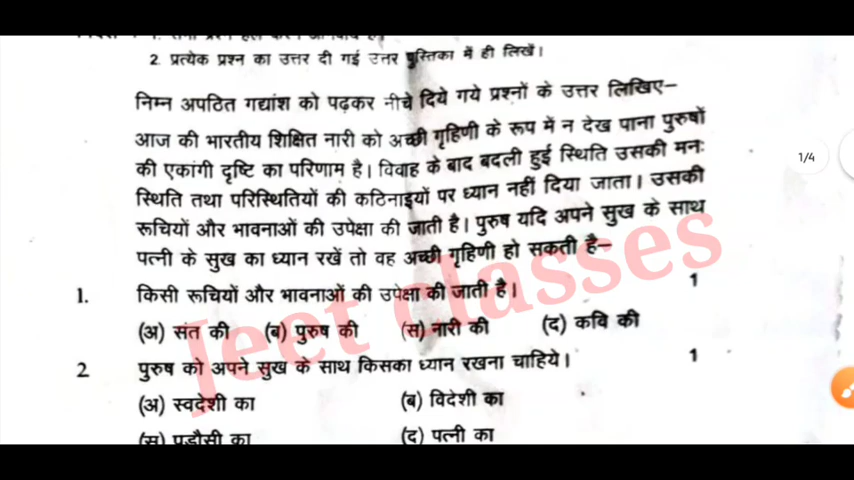 2. प्रत्येक प्रश्न का उत्तर दी गई उत्तर पुस्तिका में ही लिखें।
निम्न अपठित गद्यांश को पढ़कर नीचे दिये गये प्रश्नों के उत्तर लिखिए–
आज की भारतीय शिक्षित नारी को अच्छी गृहिणी के रूप में न देख पाना पुरुषों
की एकांगी दृष्टि का परिणाम है। विवाह के बाद बदली हुई स्थिति उसकी मनः
स्थिति तथा परिस्थितियों की कठिनाइयों पर ध्यान नहीं दिया जाता। उसकी
रूचियों और भावनाओं की उपेक्षा की जाती है। पुरुष यदि अपने सुख के साथ
पत्नी के सुख का ध्यान रखें तो वह अच्छी गृहिणी हो सकती है–
1. किसी रूचियों और भावनाओं की उपेक्षा की जाती है। 1
(अ) संत की (ब) पुरुष की (स) नारी की (द) कवि की
2 पुरुष को अपने सुख के साथ किसका ध्यान रखना चाहिये। 1
(अ) स्वदेशी का (ब) विदेशी का
(स) पड़ौसी का (द) पत्नी का
Jeet classes
1/4